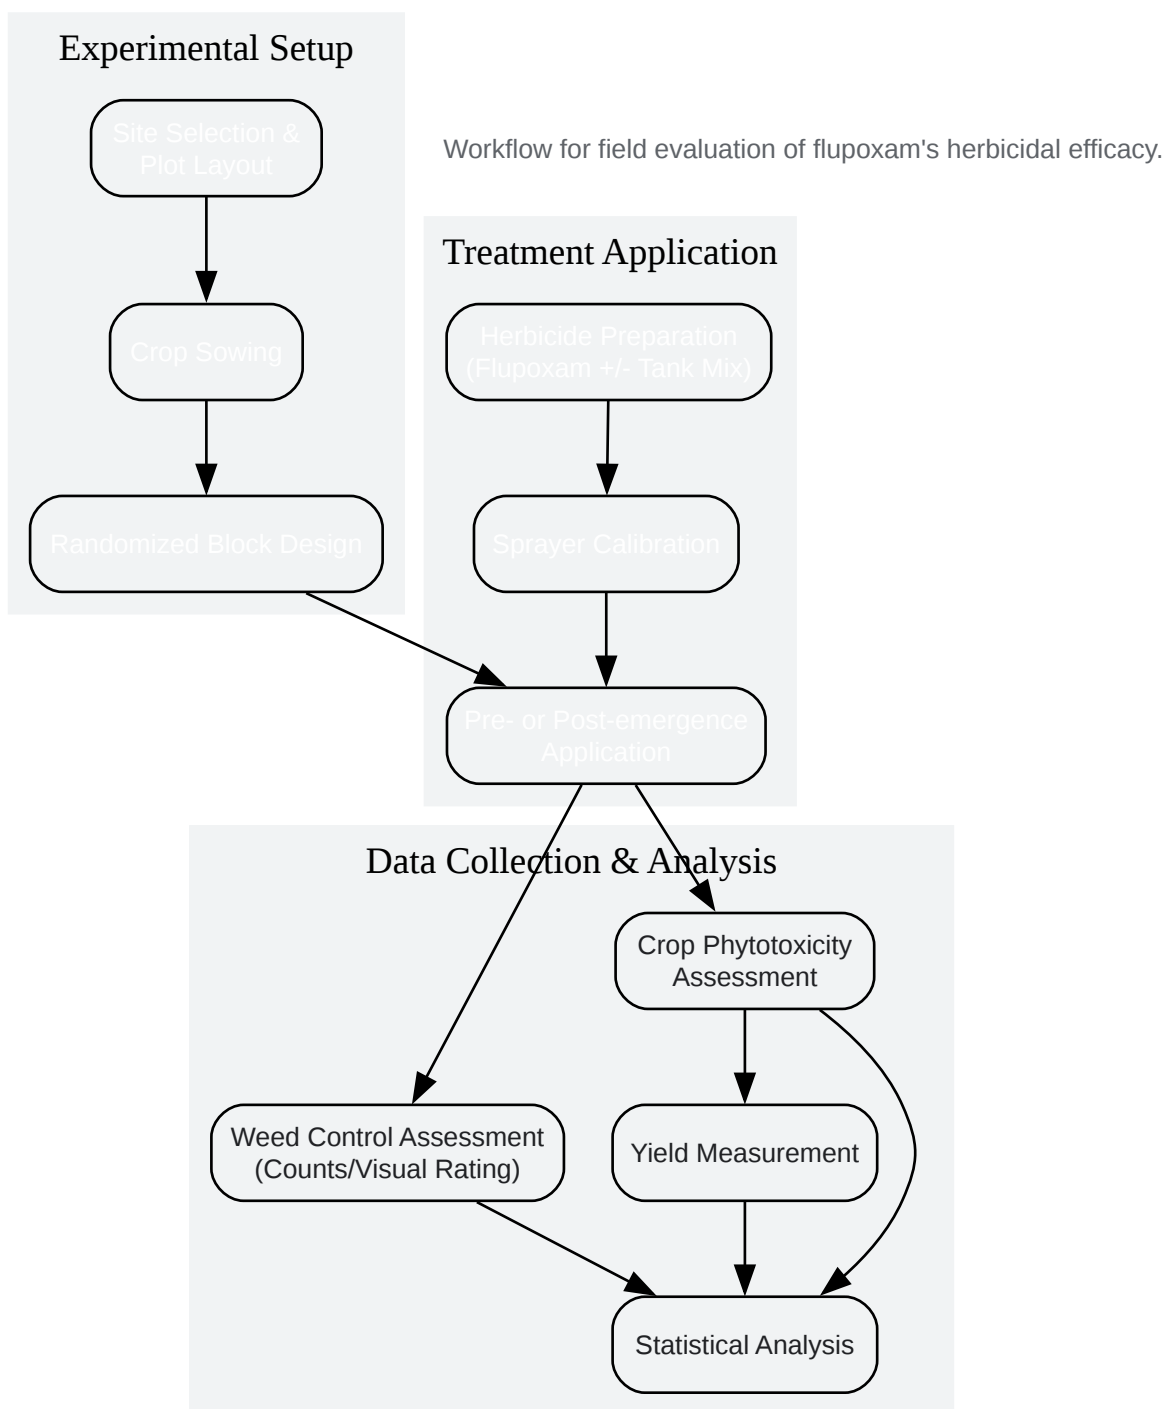 Experimental Setup
Site Selection &
Plot Layout
Workflow for field evaluation of flupoxam's herbicidal efficacy.
Treatment Application
Crop Sowing
Herbicide Preparation
(Flupoxam +/- Tank Mix)
Randomized Block Design
Sprayer Calibration
Pre- or Post-emergence
Application
Data Collection & Analysis
Crop Phytotoxicity
Assessment
Weed Control Assessment
(Counts/Visual Rating)
Yield Measurement
Statistical Analysis